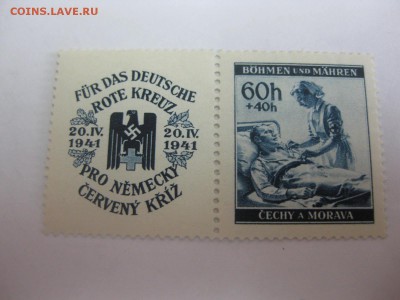 COINS.LAVE.RU
FÜR DAS DEUTSCHE
ROTE KREUZ
20.IV. 20.IV.
1941 1941
PRO NĚMECKÝ
ČERVENÝ KŘÍŽ
BÖHMEN UND MÄHREN
60h
+40h
ČECHY A MORAVA